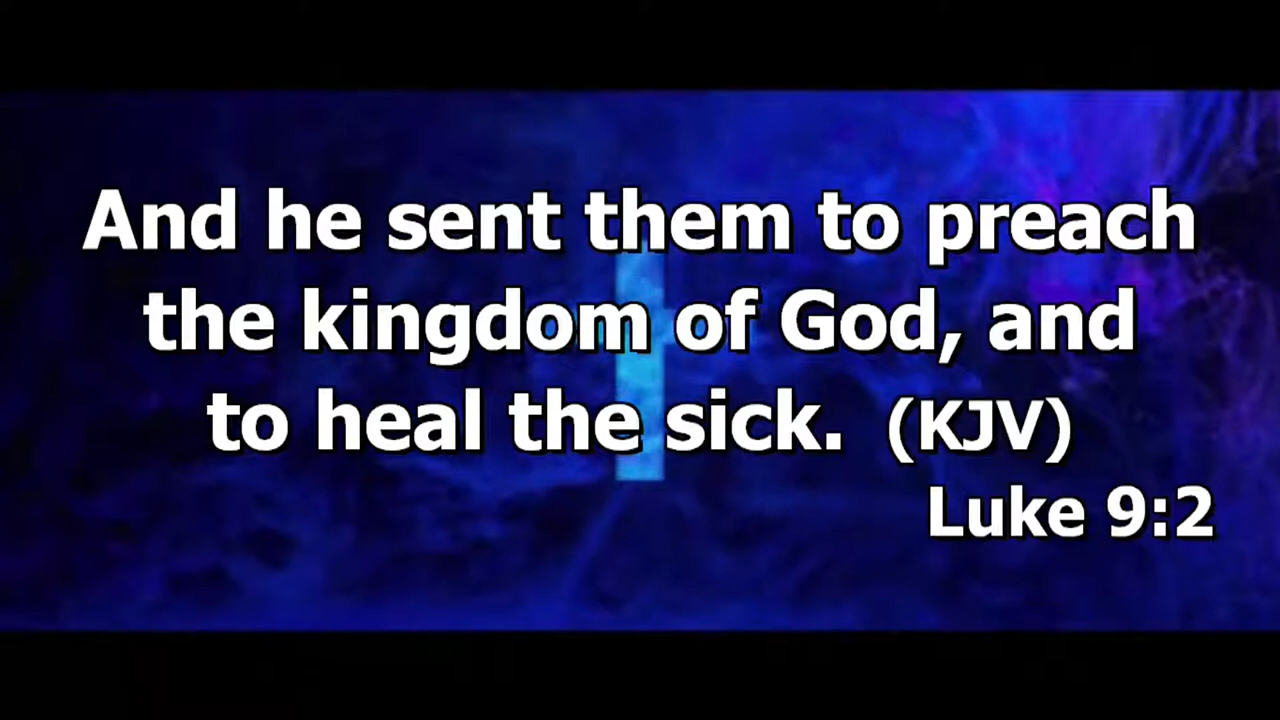 And he sent them to preach
the kingdom of God, and
to heal the sick. (KJV)
Luke 9:2